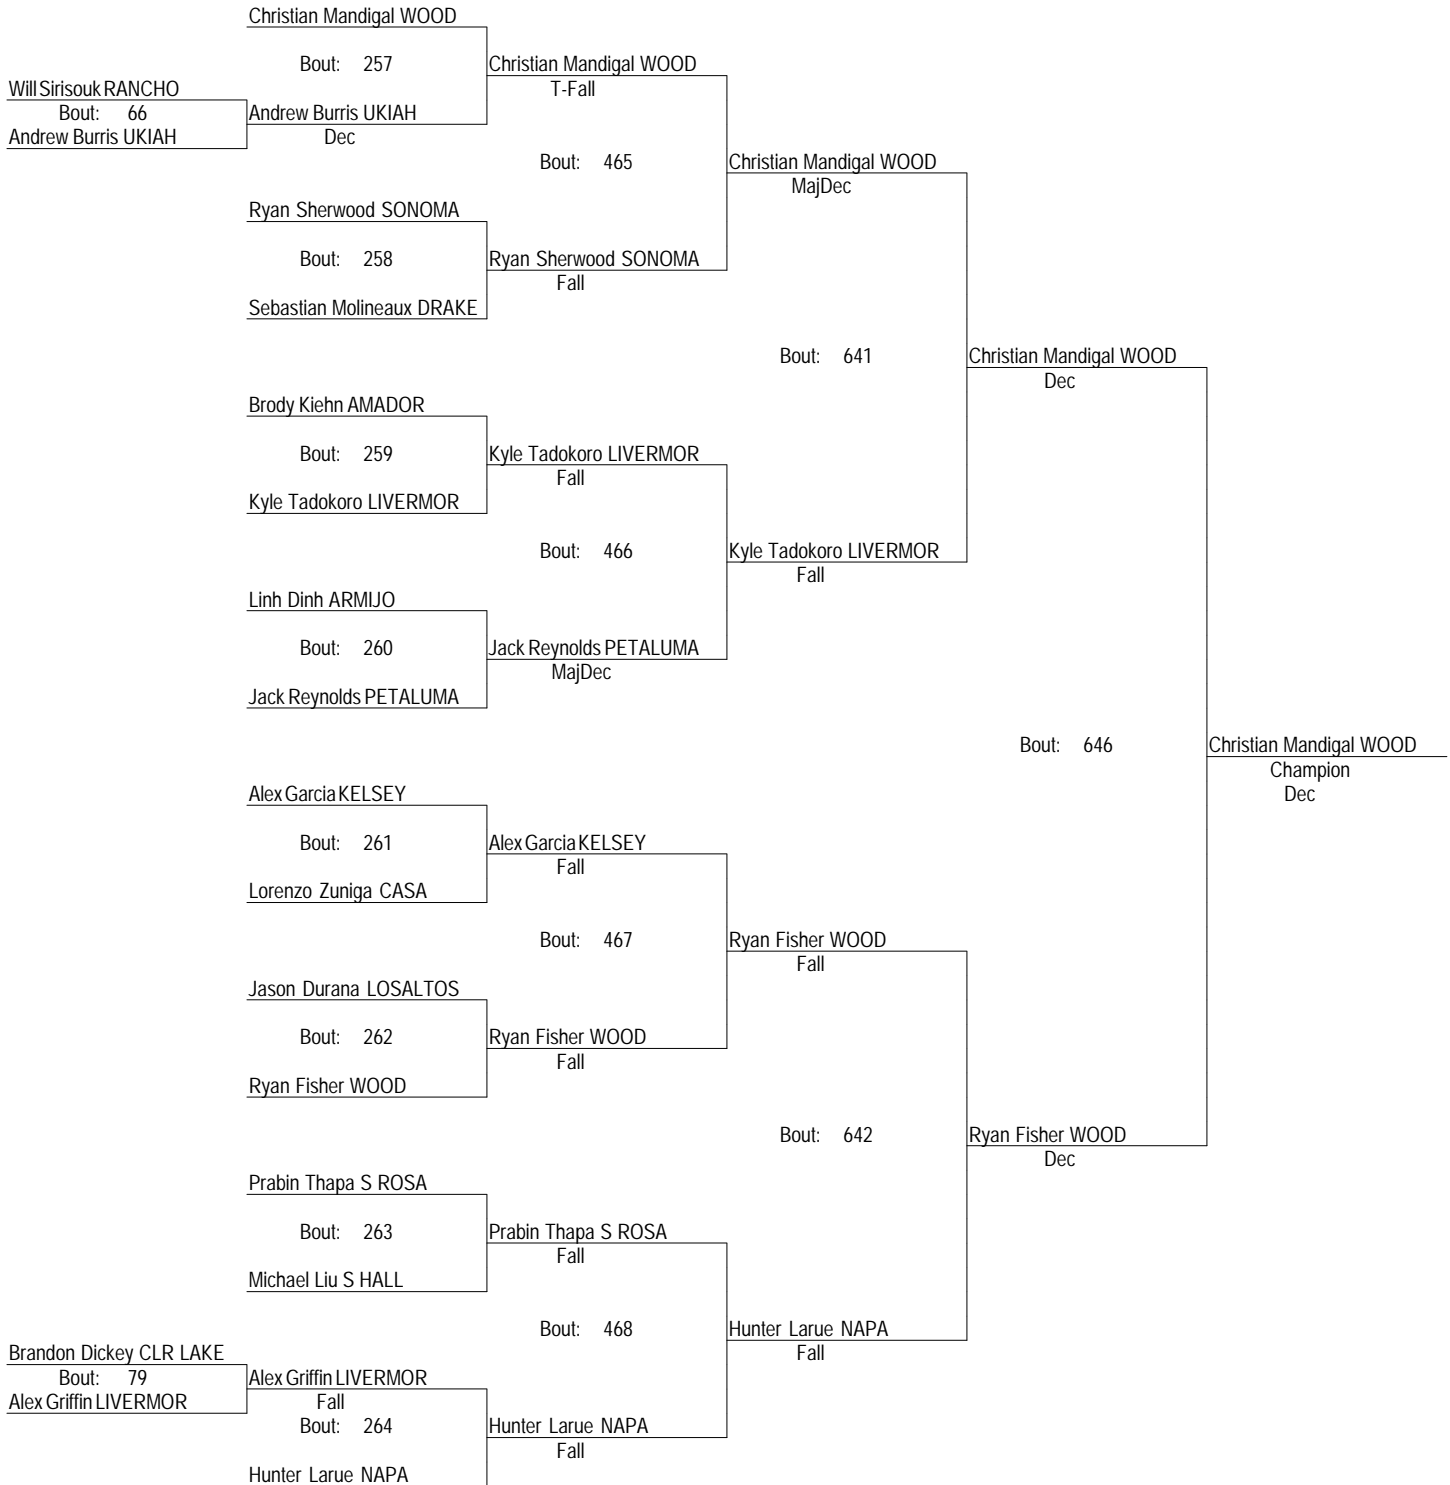 Christian Mandigal WOOD
Bout: 257
Christian Mandigal WOOD
T-Fall
Will Sirisouk RANCHO
Bout: 66
Andrew Burris UKIAH
Andrew Burris UKIAH
Dec
Bout: 465
Christian Mandigal WOOD
MajDec
Ryan Sherwood SONOMA
Bout: 258
Ryan Sherwood SONOMA
Fall
Sebastian Molineaux DRAKE
Bout: 641
Christian Mandigal WOOD
Dec
Brody Kiehn AMADOR
Bout: 259
Kyle Tadokoro LIVERMOR
Fall
Kyle Tadokoro LIVERMOR
Bout: 466
Kyle Tadokoro LIVERMOR
Fall
Linh Dinh ARMIJO
Bout: 260
Jack Reynolds PETALUMA
MajDec
Jack Reynolds PETALUMA
Bout: 646
Christian Mandigal WOOD
Champion
Dec
Alex Garcia KELSEY
Bout: 261
Alex Garcia KELSEY
Fall
Lorenzo Zuniga CASA
Bout: 467
Ryan Fisher WOOD
Fall
Jason Durana LOSALTOS
Bout: 262
Ryan Fisher WOOD
Fall
Ryan Fisher WOOD
Bout: 642
Ryan Fisher WOOD
Dec
Prabin Thapa S ROSA
Bout: 263
Prabin Thapa S ROSA
Fall
Michael Liu S HALL
Bout: 468
Hunter Larue NAPA
Fall
Brandon Dickey CLR LAKE
Bout: 79
Alex Griffin LIVERMOR
Alex Griffin LIVERMOR
Fall
Bout: 264
Hunter Larue NAPA
Fall
Hunter Larue NAPA